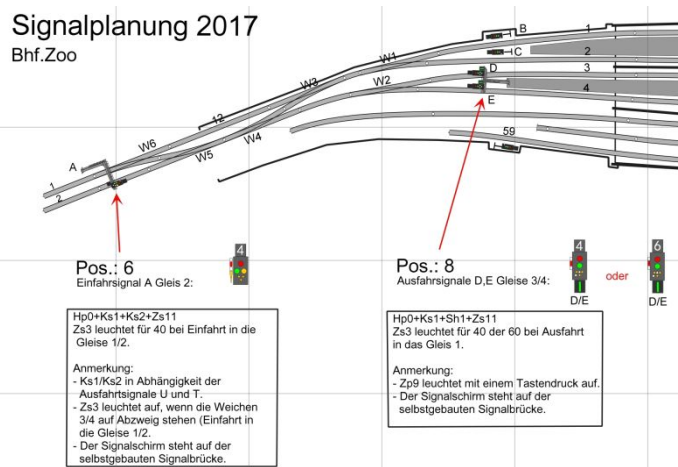 Signalplanung 2017
Bhf.Zoo
B
1
C
2
W1
D
3
W3
W2
4
E
12
W4
59
W6
W5
A
1
2
Pos.: 6
Einfahrsignal A Gleis 2:
4
Hp0+Ks1+Ks2+Zs11
Zs3 leuchtet für 40 bei Einfahrt in die
Gleise 1/2.
Anmerkung:
- Ks1/Ks2 in Abhängigkeit der
Ausfahrtsignale U und T.
- Zs3 leuchtet auf, wenn die Weichen
3/4 auf Abzweig stehen (Einfahrt in
die Gleise 1/2.
- Der Signalschirm steht auf der
selbstgebauten Signalbrücke.
Pos.: 8
Ausfahrsignale D,E Gleise 3/4:
4
D/E
oder
6
D/E
Hp0+Ks1+Sh1+Zs11
Zs3 leuchtet für 40 der 60 bei Ausfahrt
in das Gleis 1.
Anmerkung:
- Zp9 leuchtet mit einem Tastendruck auf.
- Der Signalschirm steht auf der
selbstgebauten Signalbrücke.